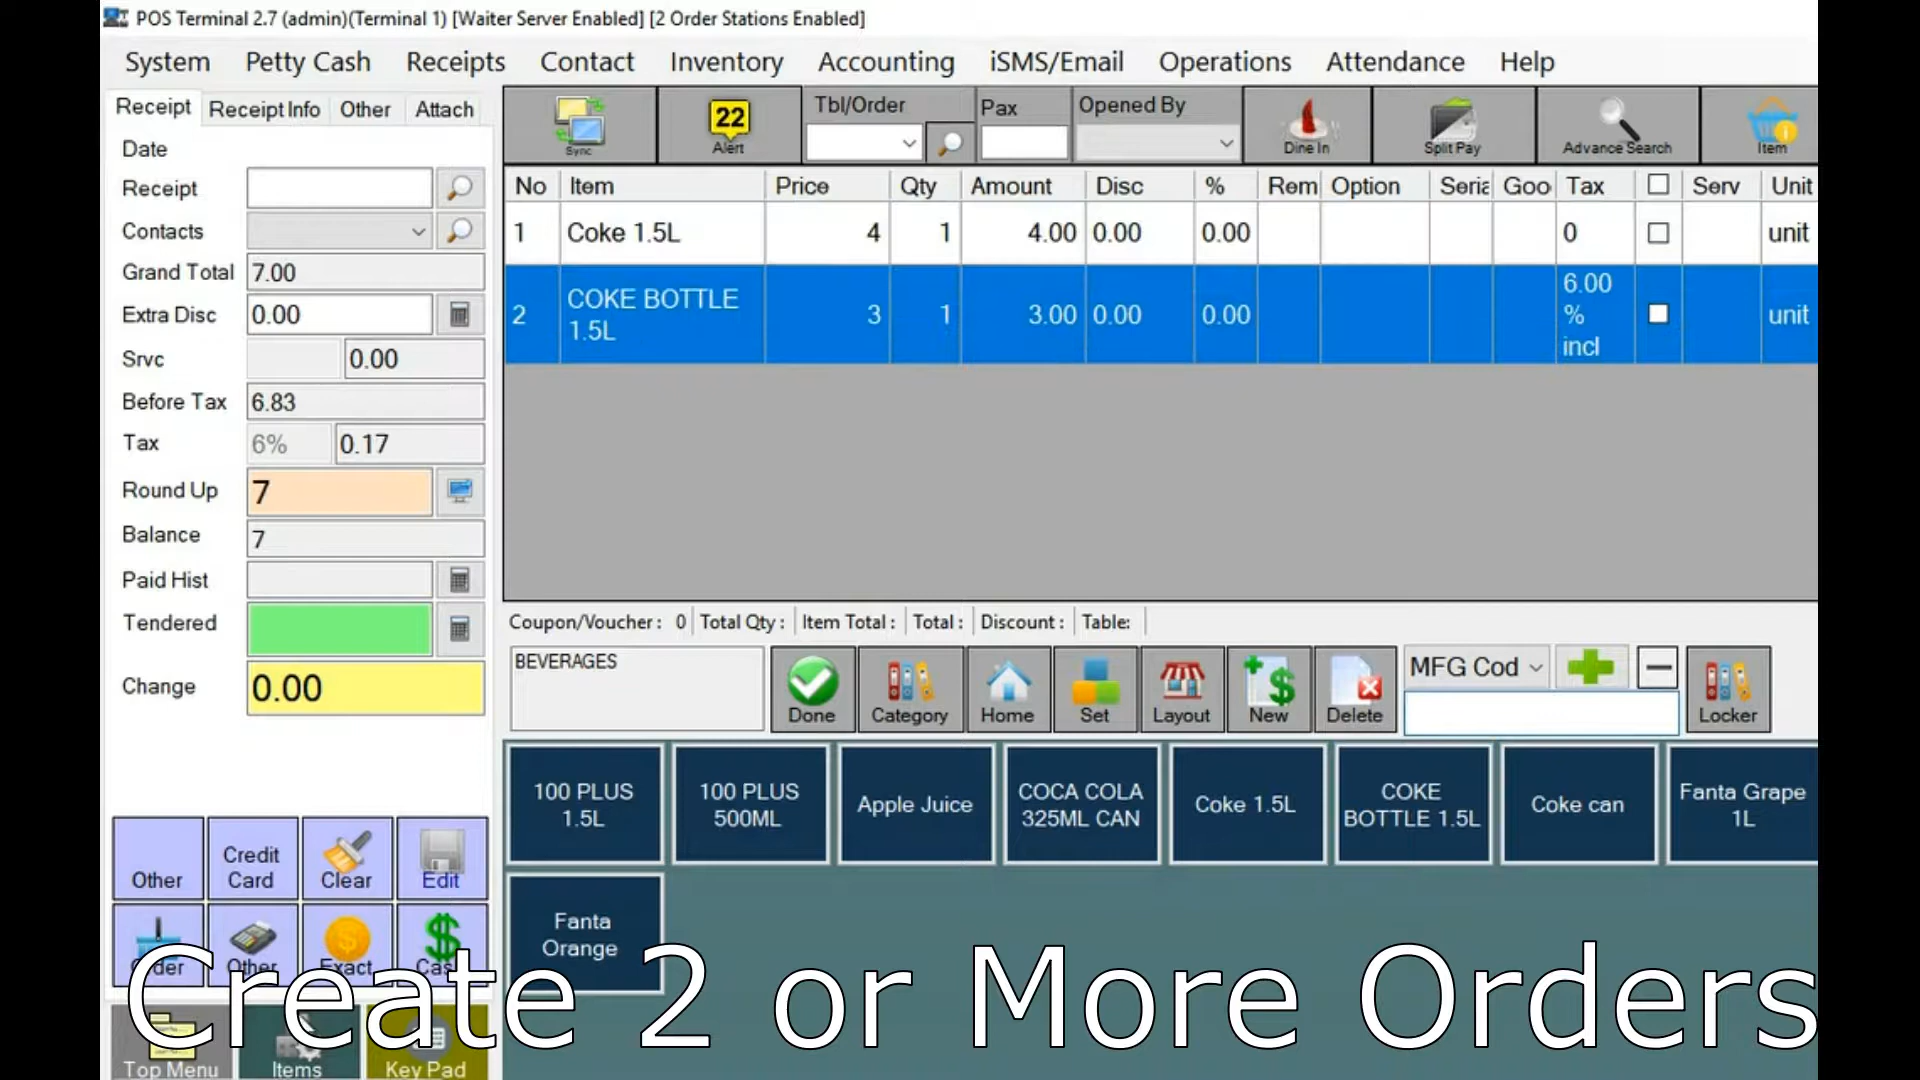 POS Terminal 2.7 (admin)(Terminal 1) [Waiter Server Enabled] [2 Order Stations Enabled]
System Petty Cash Receipts Contact Inventory Accounting iSMS/Email Operations Attendance Help
Receipt Receipt Info Other Attach
Date
Receipt
Contacts
Grand Total 7.00
Extra Disc 0.00
Srvc 0.00
Before Tax 6.83
Tax 6% 0.17
Round Up 7
Balance 7
Paid Hist
Tendered
Change 0.00
Other Credit Card Clear Edit
Order Other Exact Cash
Top Menu Items Key Pad
Sync 22 Alert Tbl/Order Pax Opened By Dine In Split Pay Advance Search Item
No Item Price Qty Amount Disc % Rem Option Seria Goo Tax Serv Unit
1 Coke 1.5L 4 1 4.00 0.00 0.00 0 unit
2 COKE BOTTLE 1.5L 3 1 3.00 0.00 0.00 6.00 % incl unit
Coupon/Voucher : 0 Total Qty : Item Total : Total : Discount : Table:
BEVERAGES
Done Category Home Set Layout New Delete MFG Cod Locker
100 PLUS 1.5L
100 PLUS 500ML
Apple Juice
COCA COLA 325ML CAN
Coke 1.5L
COKE BOTTLE 1.5L
Coke can
Fanta Grape 1L
Fanta Orange
Create 2 or More Orders